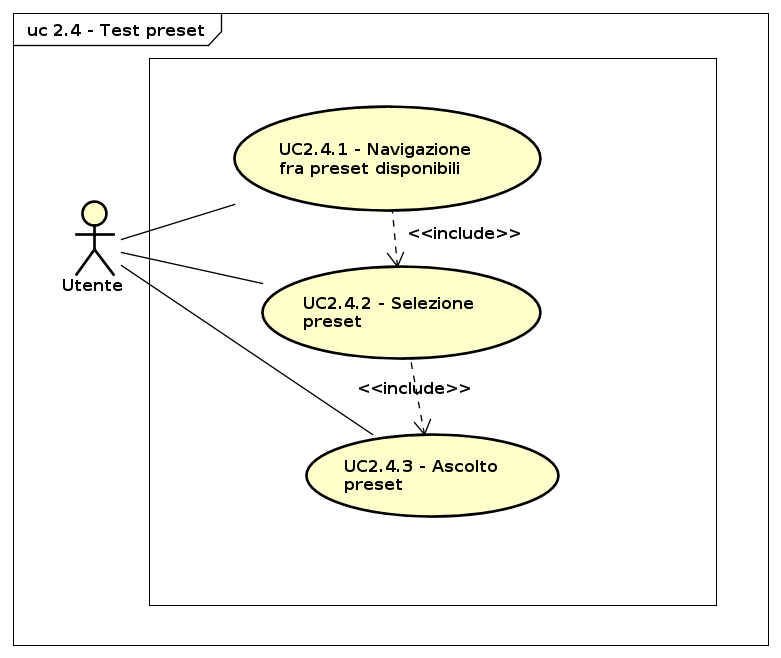 uc 2.4 - Test preset
UC2.4.1 - Navigazione
fra preset disponibili
<<include>>
Utente
UC2.4.2 - Selezione
preset
<<include>>
UC2.4.3 - Ascolto
preset